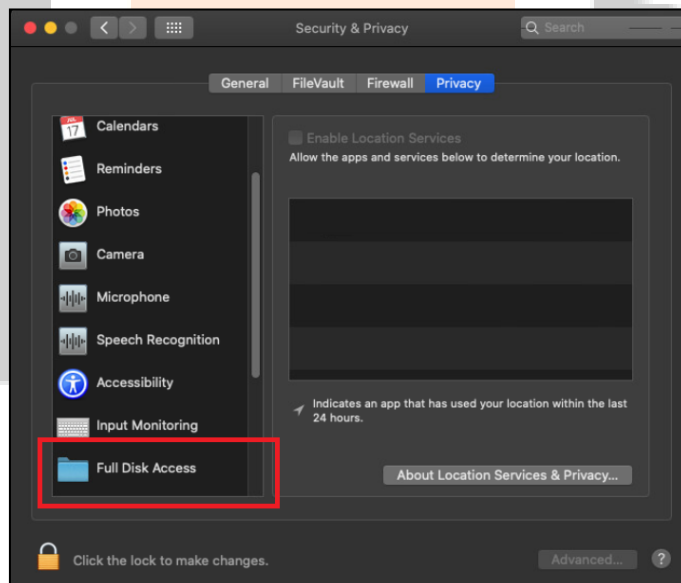 Security & Privacy
Search
General FileVault Firewall Privacy
JUL
17
Calendars
Reminders
Photos
Camera
Microphone
Speech Recognition
Accessibility
Input Monitoring
Full Disk Access
Enable Location Services
Allow the apps and services below to determine your location.
Indicates an app that has used your location within the last
24 hours.
About Location Services & Privacy...
Click the lock to make changes.
Advanced...
?